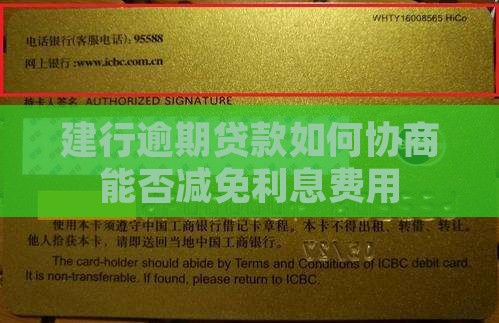 WHTY16008565 HiCo
电话银行(客服电话):95588
网上银行:www.icbc.com.cn
持卡人签名 AUTHORIZED SIGNATURE
建行逾期贷款如何协商
能否减免利息费用
使用本卡须遵守中国工商银行借记卡章程。本卡不得出租、转借、转让。
他人拾获本卡,请即送回当地中国工商银行。
The card-holder should abide by Terms and Conditions of ICBC debit card.
It is non-transferable. If found, please return to ICBC.